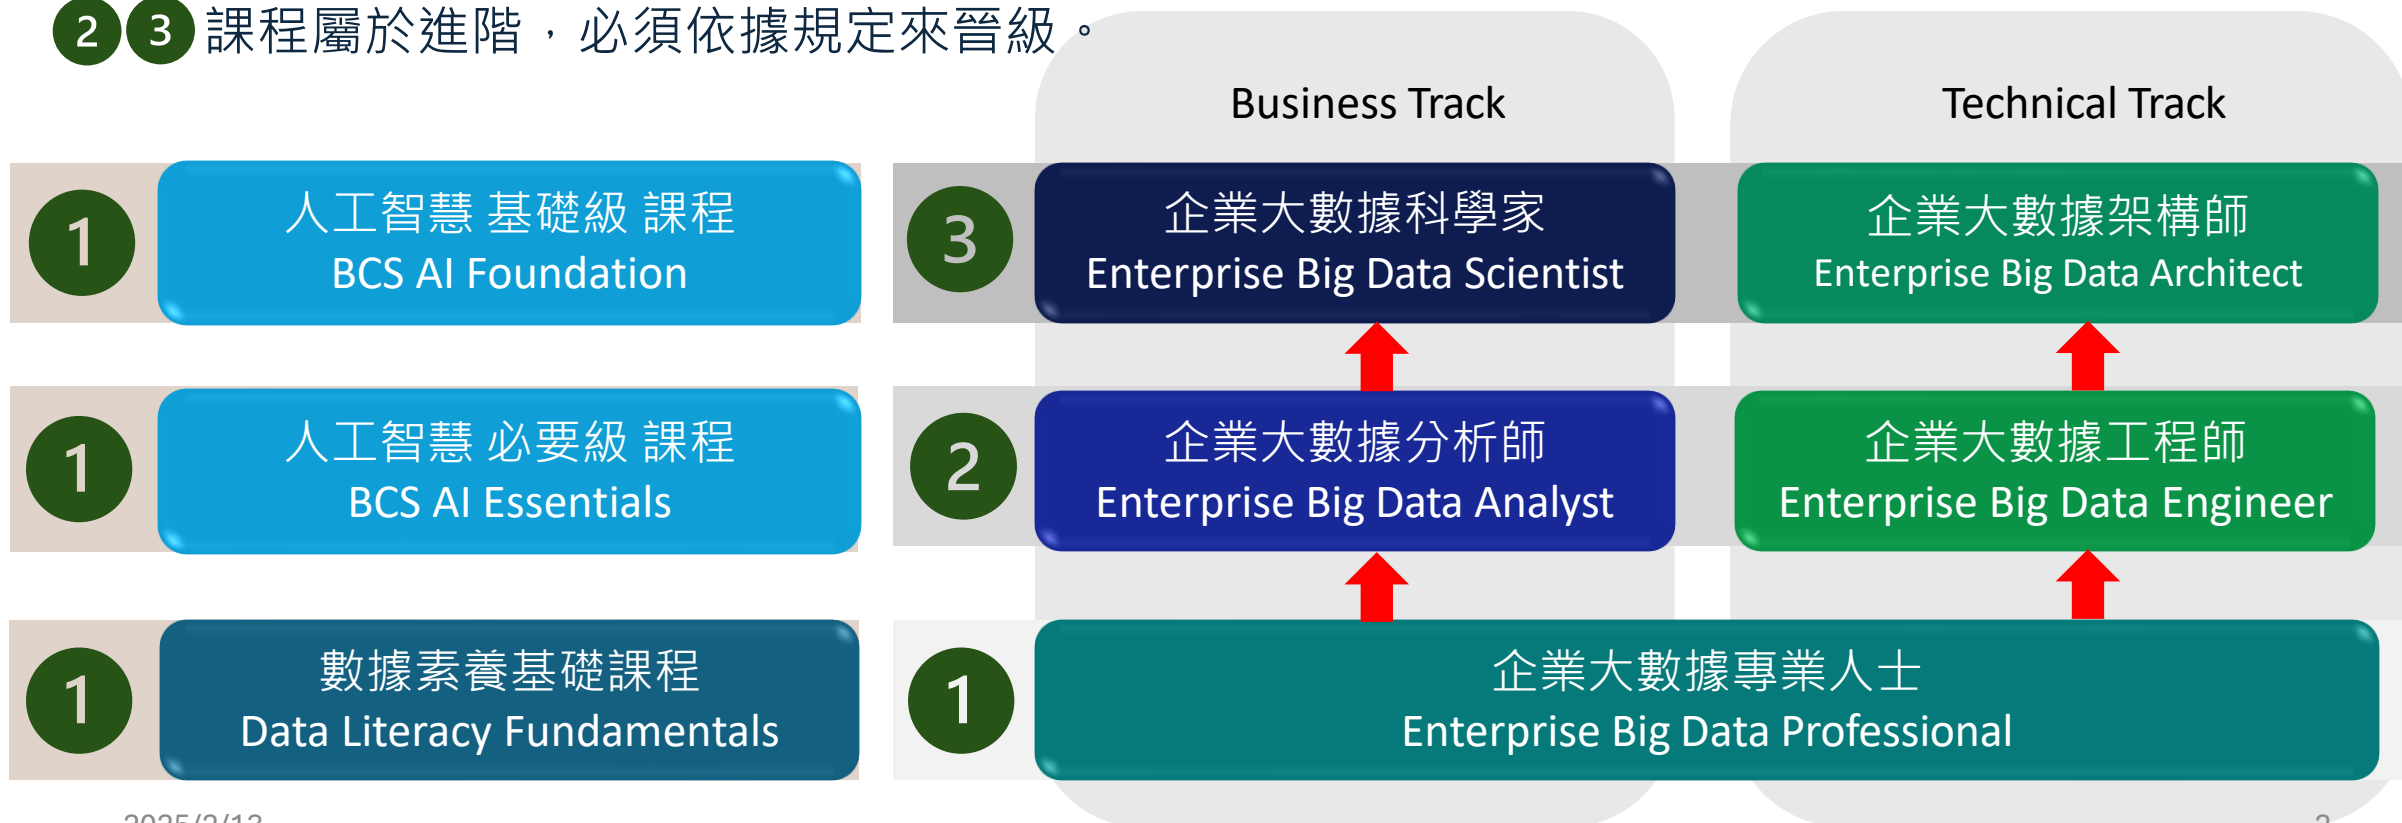 2 3 課程屬於進階，必須依據規定來晉級。
Business Track
Technical Track
1
人工智慧 基礎級 課程
BCS AI Foundation
3
企業大數據科學家
Enterprise Big Data Scientist
企業大數據架構師
Enterprise Big Data Architect
1
人工智慧 必要級 課程
BCS AI Essentials
2
企業大數據分析師
Enterprise Big Data Analyst
企業大數據工程師
Enterprise Big Data Engineer
1
數據素養基礎課程
Data Literacy Fundamentals
1
企業大數據專業人士
Enterprise Big Data Professional